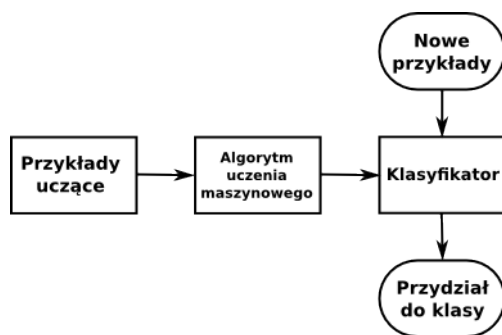 Nowe
przykłady
Przykłady
uczące
Algorytm
uczenia
maszynowego
Klasyfikator
Przydział
do klasy